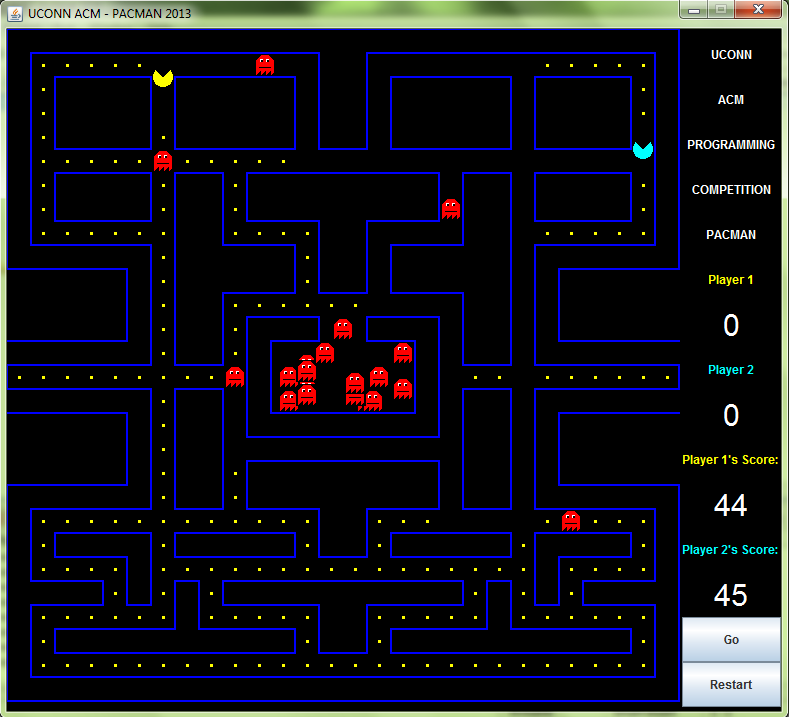 UCONN ACM - PACMAN 2013
UCONN
ACM
PROGRAMMING
COMPETITION
PACMAN
Player 1
0
Player 2
0
Player 1's Score:
44
Player 2's Score:
45
Go
Restart